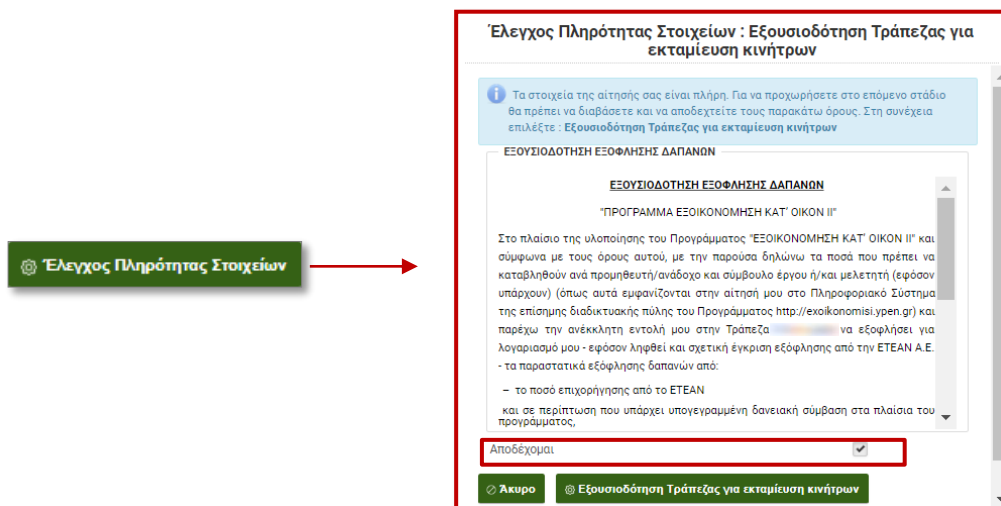 Έλεγχος Πληρότητας Στοιχείων
Έλεγχος Πληρότητας Στοιχείων : Εξουσιοδότηση Τράπεζας για
εκταμίευση κινήτρων
Τα στοιχεία της αίτησής σας είναι πλήρη. Για να προχωρήσετε στο επόμενο στάδιο
θα πρέπει να διαβάσετε και να αποδεχτείτε τους παρακάτω όρους. Στη συνέχεια
επιλέξτε : Εξουσιοδότηση Τράπεζας για εκταμίευση κινήτρων
ΕΞΟΥΣΙΟΔΟΤΗΣΗ ΕΞΟΦΛΗΣΗΣ ΔΑΠΑΝΩΝ
ΕΞΟΥΣΙΟΔΟΤΗΣΗ ΕΞΟΦΛΗΣΗΣ ΔΑΠΑΝΩΝ
"ΠΡΟΓΡΑΜΜΑ ΕΞΟΙΚΟΝΟΜΗΣΗ ΚΑΤ' ΟΙΚΟΝ ΙΙ"
Στο πλαίσιο της υλοποίησης του Προγράμματος "ΕΞΟΙΚΟΝΟΜΗΣΗ ΚΑΤ' ΟΙΚΟΝ ΙΙ" και
σύμφωνα με τους όρους αυτού, με την παρούσα δηλώνω τα ποσά που πρέπει να
καταβληθούν ανά προμηθευτή/ανάδοχο και σύμβουλο έργου ή/και μελετητή (εφόσον
υπάρχουν) (όπως αυτά εμφανίζονται στην αίτησή μου στο Πληροφοριακό Σύστημα
της επίσημης διαδικτυακής πύλης του Προγράμματος http://exoikonomisi.ypen.gr) και
παρέχω την ανέκκλητη εντολή μου στην Τράπεζα να εξοφλήσει για
λογαριασμό μου - εφόσον ληφθεί και σχετική έγκριση εξόφλησης από την ΕΤΕΑΝ Α.Ε.
- τα παραστατικά εξόφλησης δαπανών από:
– το ποσό επιχορήγησης από το ΕΤΕΑΝ
και σε περίπτωση που υπάρχει υπογεγραμμένη δανειακή σύμβαση στα πλαίσια του
προγράμματος,
Αποδέχομαι
Άκυρο
Εξουσιοδότηση Τράπεζας για εκταμίευση κινήτρων